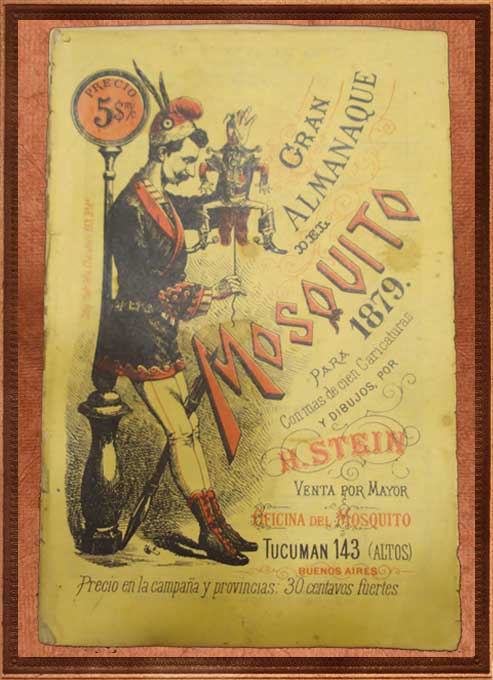 PRECIO
5$ m/c
GRAN
ALMANAQUE
DEL
MOSQUITO
PARA 1879.
Con mas de cien Caricaturas
Y DIBUJOS, POR
H. STEIN
VENTA POR MAYOR
OFICINA DEL MOSQUITO
TUCUMAN 143 (ALTOS)
BUENOS AIRES
Precio en la campaña y provincias: 30 centavos fuertes